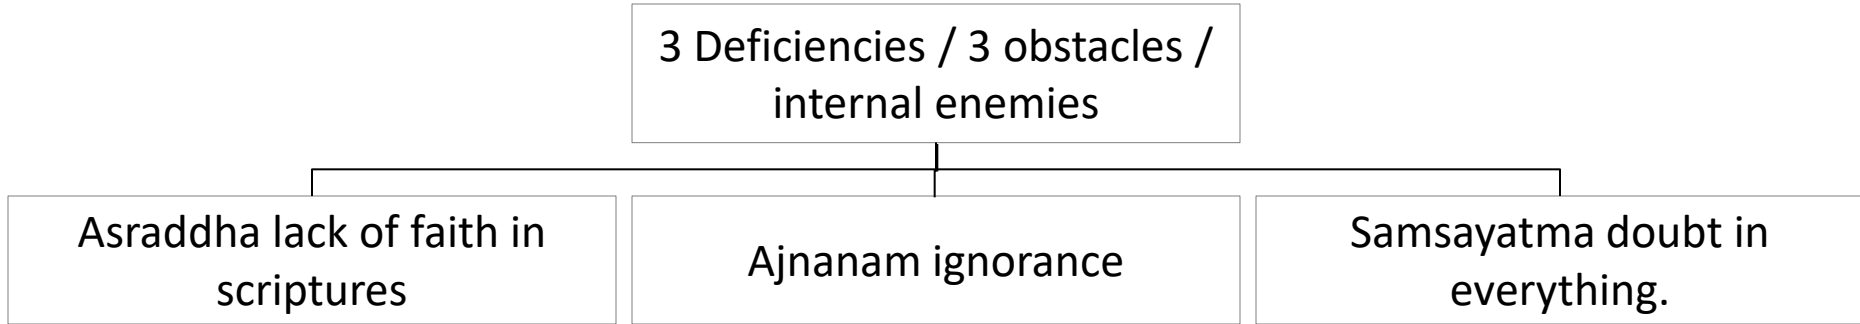 3 Deficiencies / 3 obstacles /
internal enemies
Asraddha lack of faith in
scriptures
Ajnanam ignorance
Samsayatma doubt in
everything.